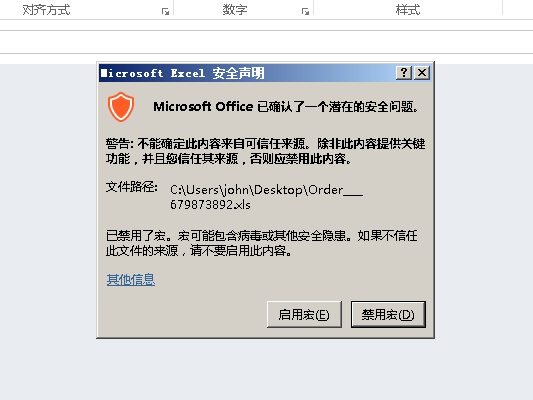 对齐方式 数字 样式
Microsoft Excel 安全声明
Microsoft Office 已确认了一个潜在的安全问题。
警告: 不能确定此内容来自可信任来源。除非此内容提供关键
功能，并且您信任其来源，否则应禁用此内容。
文件路径: C:\Users\john\Desktop\Order___
679873892.xls
已禁用了宏。宏可能包含病毒或其他安全隐患。如果不信任
此文件的来源，请不要启用此内容。
其他信息
启用宏(E) 禁用宏(D)